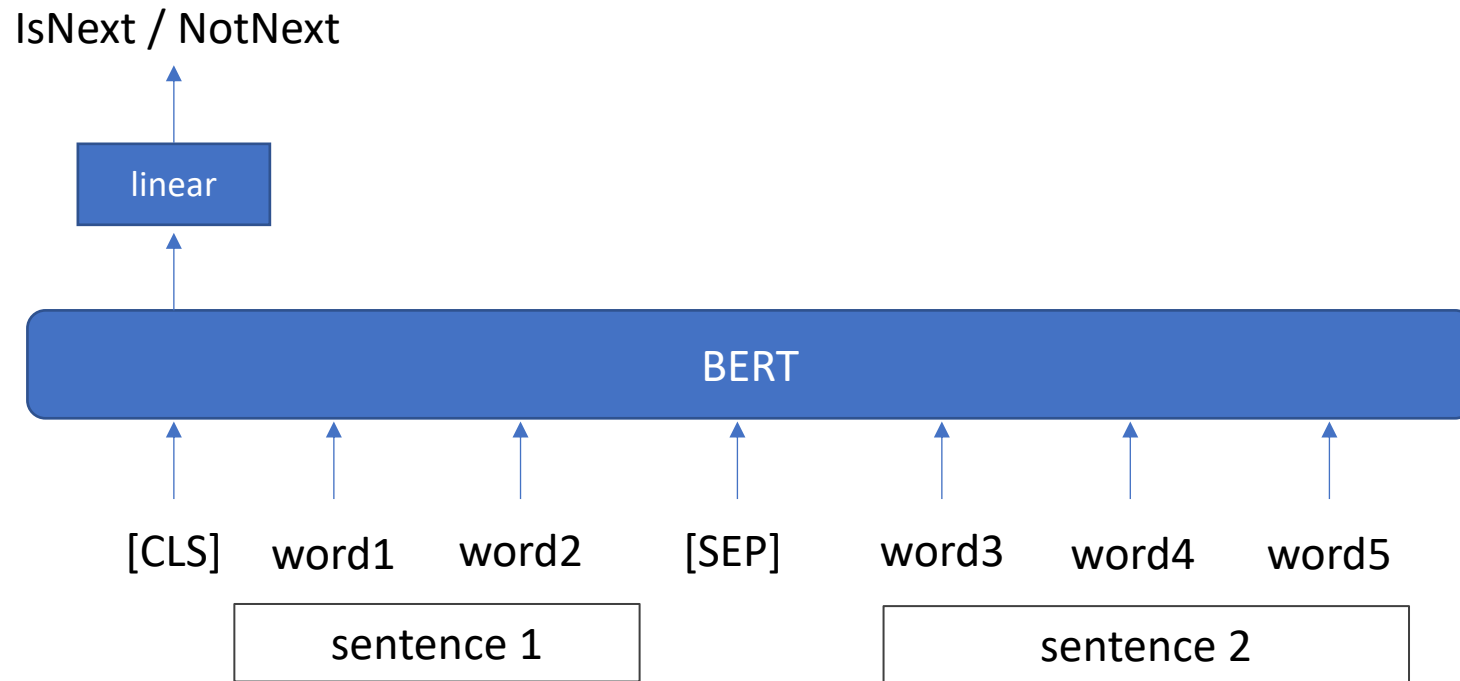 IsNext / NotNext
linear
BERT
[CLS] word1 word2 [SEP] word3 word4 word5
sentence 1 sentence 2